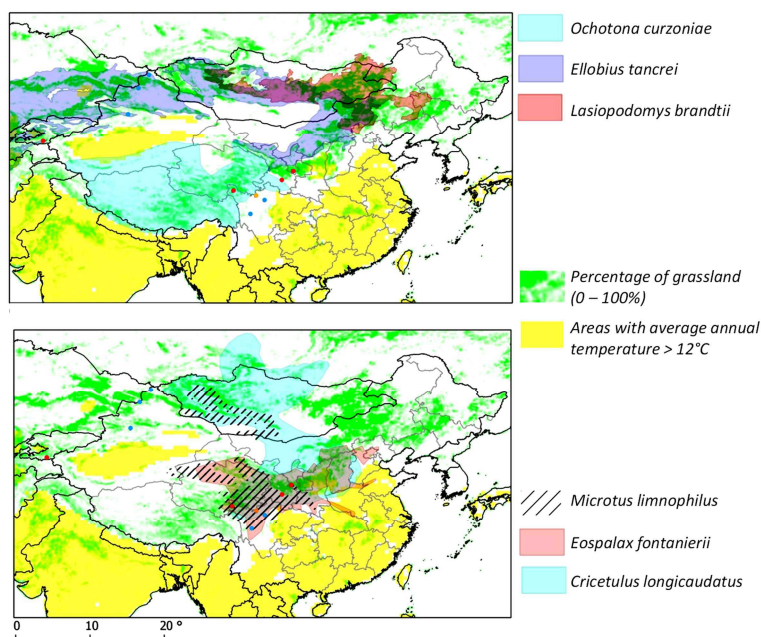 Ochotona curzoniae
Ellobius tancrei
Lasiopodomys brandtii
Percentage of grassland
(0 – 100%)
Areas with average annual
temperature > 12°C
Microtus limnophilus
Eospalax fontanierii
Cricetulus longicaudatus
0 10 20 °